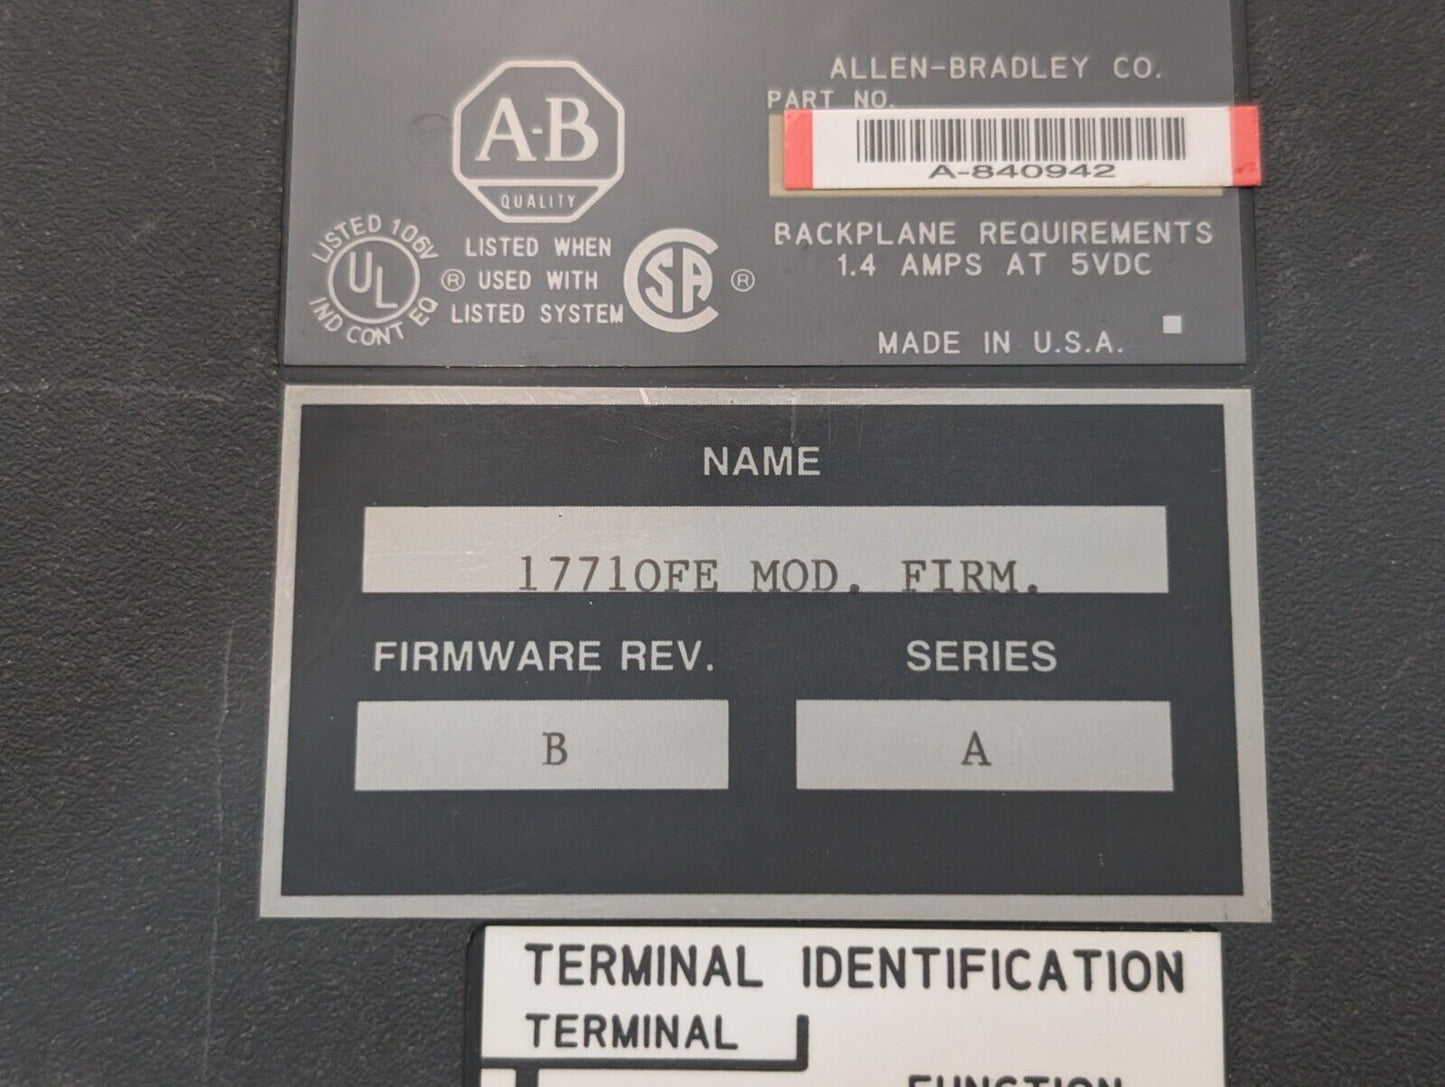 ALLEN-BRADLEY CO.
PART NO.
A-840942
A-B
QUALITY
LISTED 106V
UL
IND CONT EQ
®
LISTED WHEN
USED WITH
LISTED SYSTEM
SA
®
BACKPLANE REQUIREMENTS
1.4 AMPS AT 5VDC
MADE IN U.S.A.
NAME
1771OFE MOD. FIRM.
FIRMWARE REV.
SERIES
B
A
TERMINAL IDENTIFICATION
TERMINAL
FUNCTION